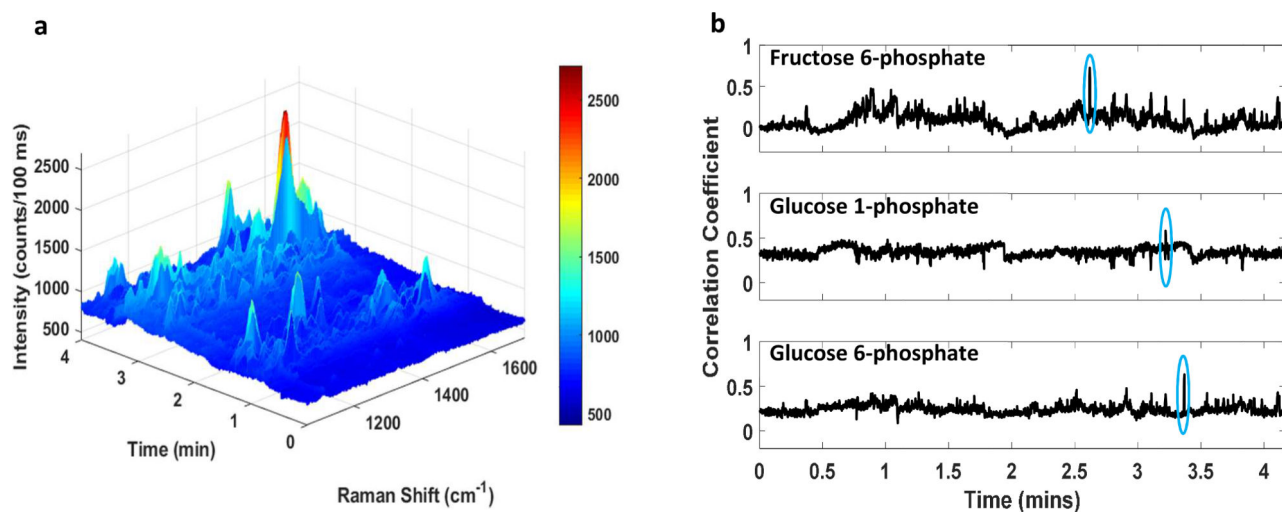 a
Intensity (counts/100 ms)
2500
2000
1500
1000
500
4
3
2
1
0
Time (min)
1200
1400
1600
Raman Shift (cm⁻¹)
2500
2000
1500
1000
500
b
Correlation Coefficient
1
0.5
0
Fructose 6-phosphate
1
0.5
0
Glucose 1-phosphate
1
0.5
0
Glucose 6-phosphate
0 0.5 1 1.5 2 2.5 3 3.5 4
Time (mins)